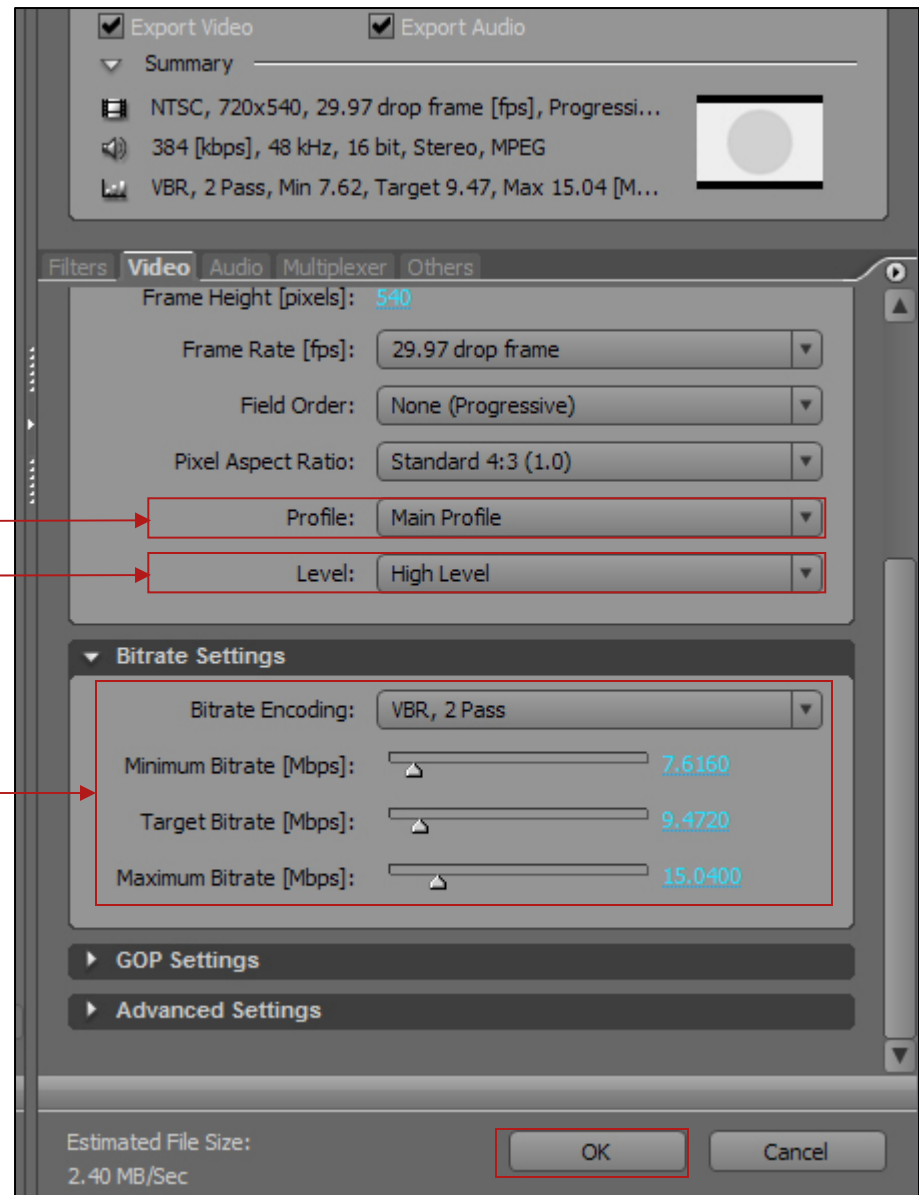 Export Video Export Audio
Summary
NTSC, 720x540, 29.97 drop frame [fps], Progressi...
384 [kbps], 48 kHz, 16 bit, Stereo, MPEG
VBR, 2 Pass, Min 7.62, Target 9.47, Max 15.04 [M...
Filters Video Audio Multiplexer Others
Frame Height [pixels]: 540
Frame Rate [fps]: 29.97 drop frame
Field Order: None (Progressive)
Pixel Aspect Ratio: Standard 4:3 (1.0)
Profile: Main Profile
Level: High Level
Bitrate Settings
Bitrate Encoding: VBR, 2 Pass
Minimum Bitrate [Mbps]: 7.6160
Target Bitrate [Mbps]: 9.4720
Maximum Bitrate [Mbps]: 15.0400
GOP Settings
Advanced Settings
Estimated File Size:
2.40 MB/Sec
OK Cancel